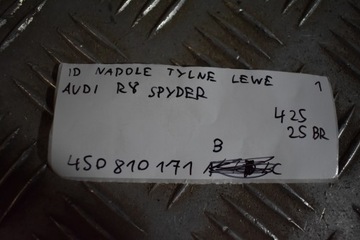 ID NADOLE TYLNE LEWE 1
AUDI R8 SPYDER
425
25 BR
B
450 810 171